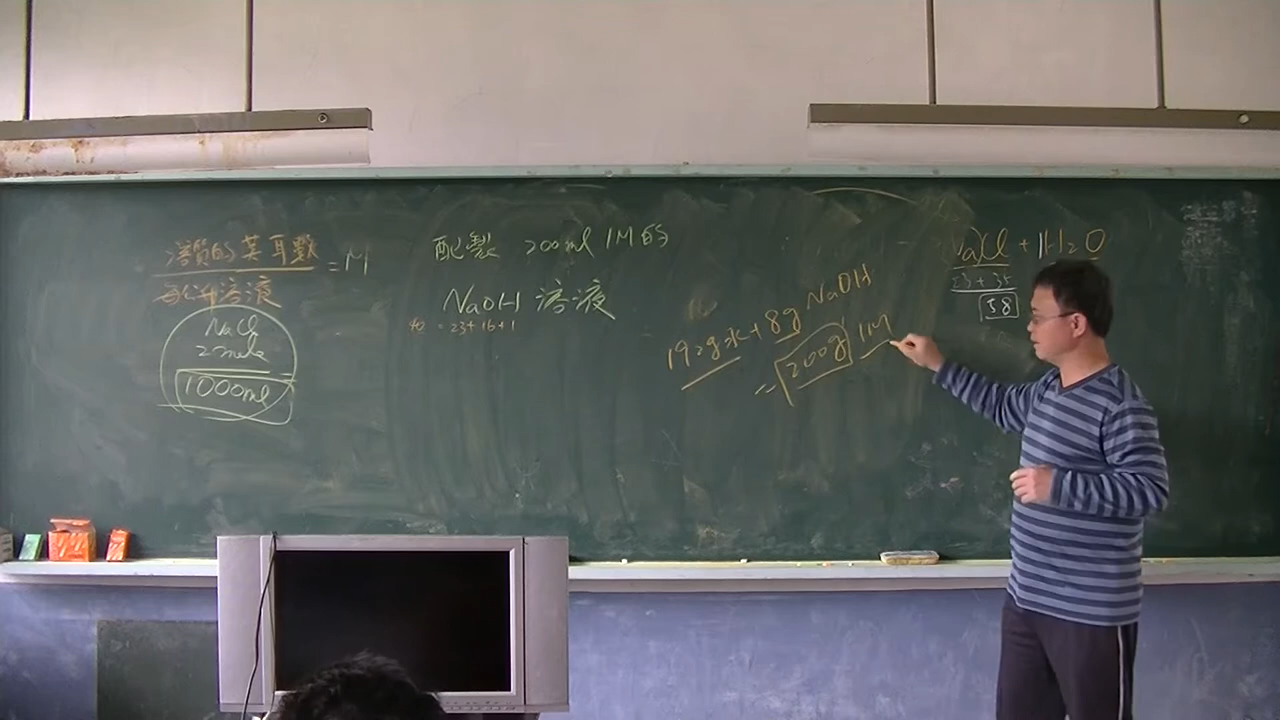 溶質的莫耳數
每公升溶液
=M
NaCl
2mole
1000ml
配製 200ml 1M的
NaOH 溶液
40 = 23+16+1
192g水+8g NaOH
=200g 1M
NaCl + H2O
23+35
58